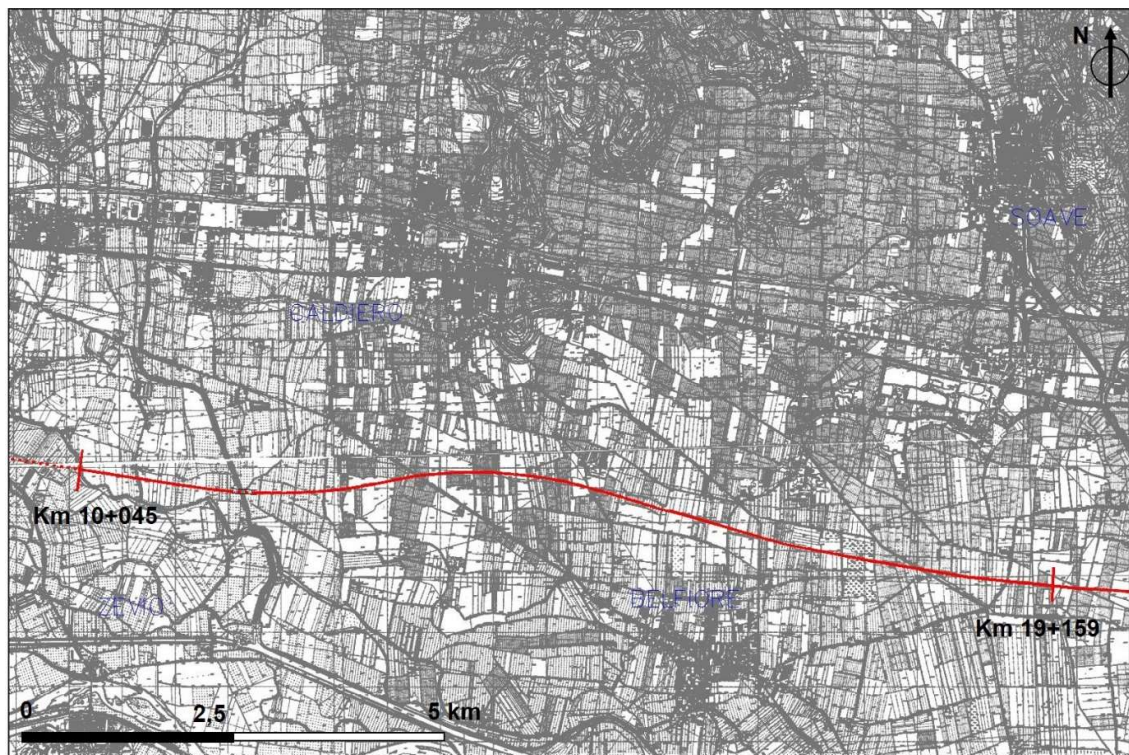 N
SOAVE
CALDIERO
Km 10+045
ZEVIO
BELFIORE
Km 19+159
0 2,5 5 km